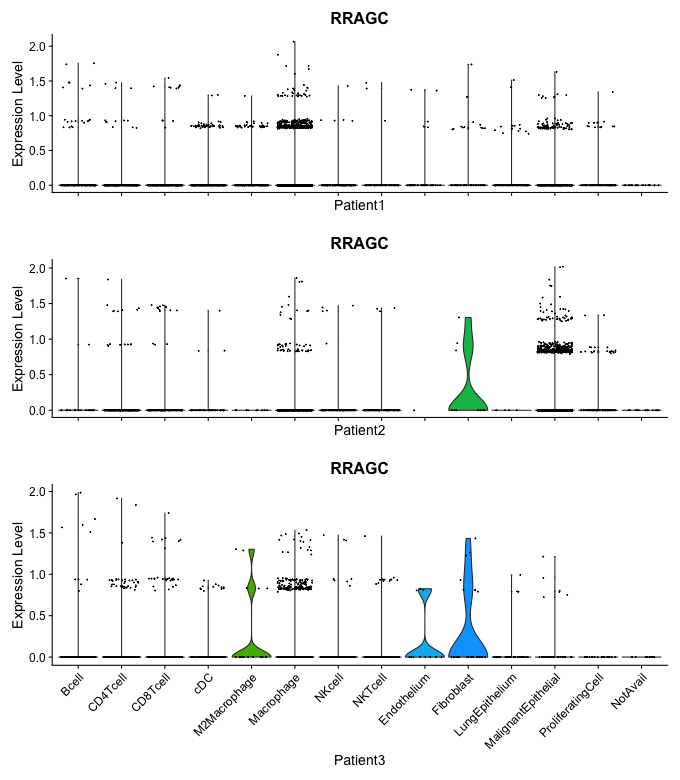 RRAGC
Expression Level
2.0
1.5
1.0
0.5
0.0
Patient1
RRAGC
Expression Level
2.0
1.5
1.0
0.5
0.0
Patient2
RRAGC
Expression Level
2.0
1.5
1.0
0.5
0.0
Bcell
CD4Tcell
CD8Tcell
cDC
M2Macrophage
Macrophage
NKcell
NKTcell
Endothelium
Fibroblast
LungEpithelium
MalignantEpithelial
ProliferatingCell
NotAvail
Patient3